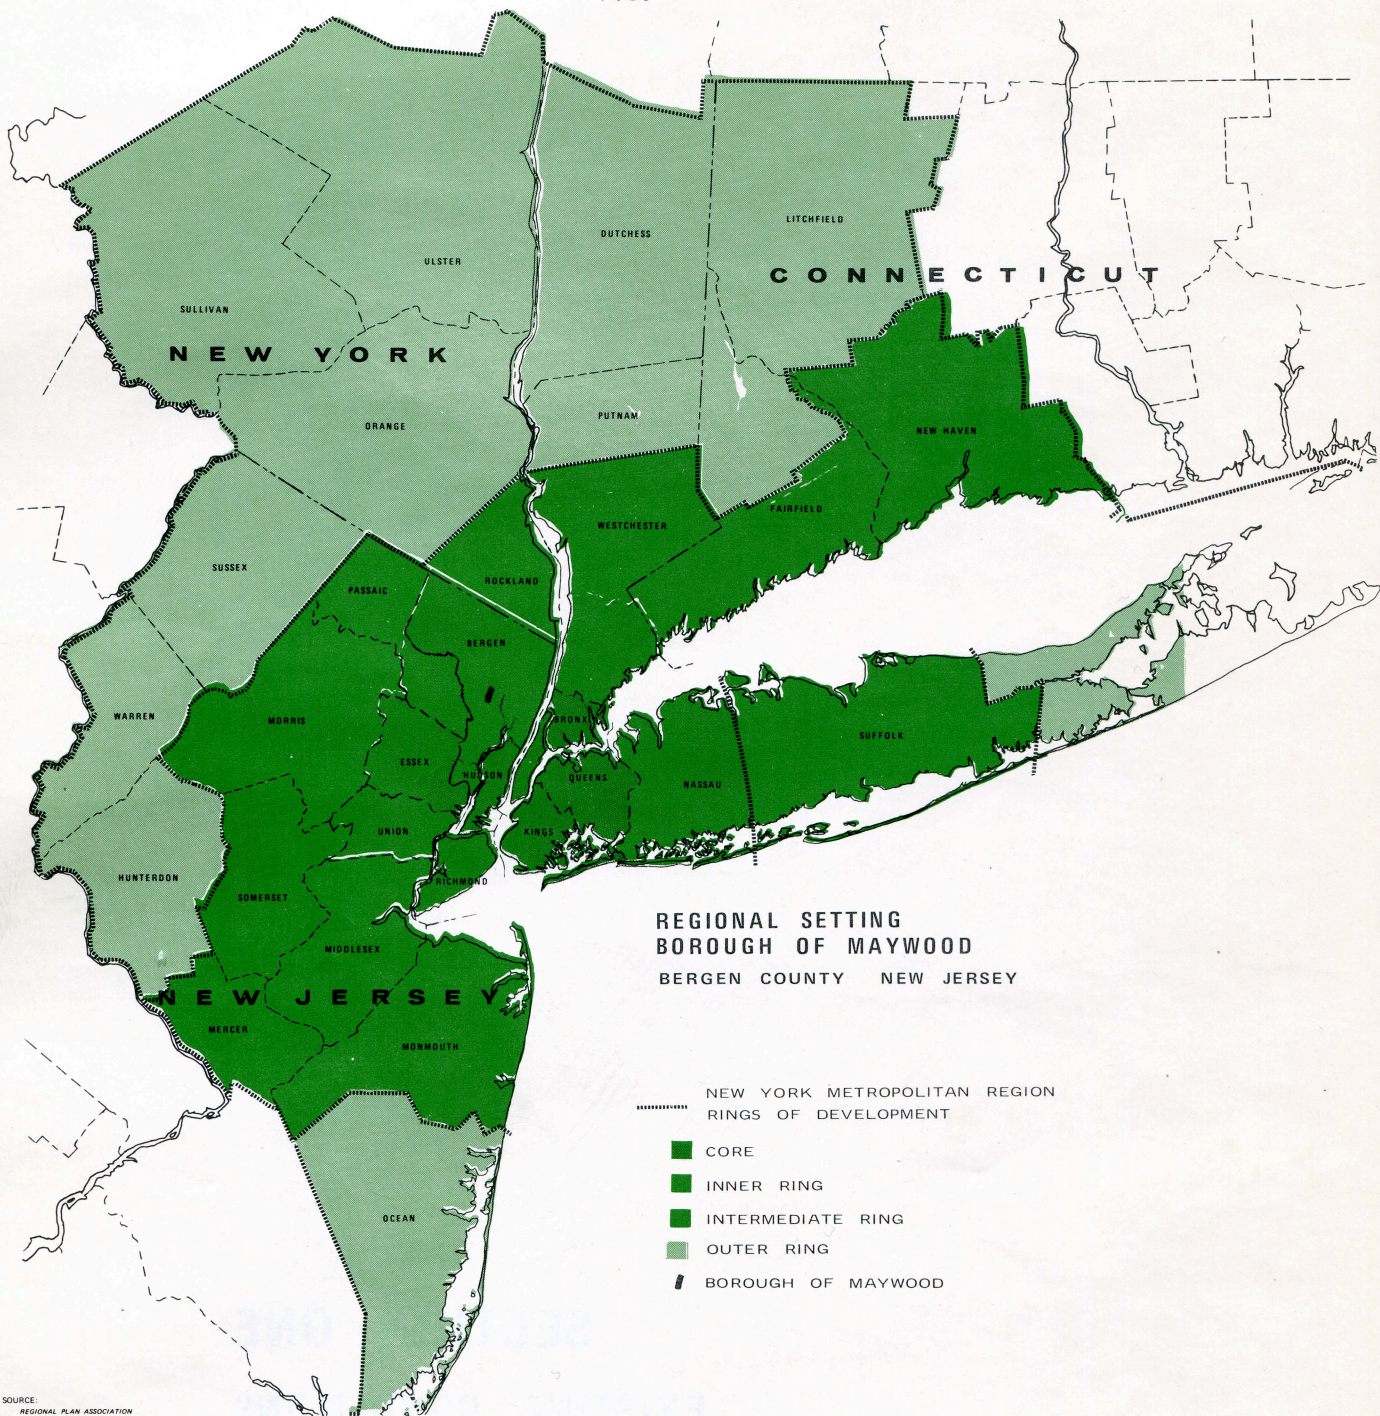 LITCHFIELD
DUTCHESS
CONNECTICUT
ULSTER
SULLIVAN
NEW YORK
PUTNAM
ORANGE
NEW HAVEN
FAIRFIELD
WESTCHESTER
SUSSEX
ROCKLAND
PASSAIC
BERGEN
WARREN
MORRIS
BRONX
SUFFOLK
ESSEX
HUDSON
QUEENS
NASSAU
UNION
KINGS
HUNTERDON
RICHMOND
SOMERSET
MIDDLESEX
NEW JERSEY
MERCER
MONMOUTH
OCEAN
REGIONAL SETTING
BOROUGH OF MAYWOOD
BERGEN COUNTY NEW JERSEY
NEW YORK METROPOLITAN REGION
RINGS OF DEVELOPMENT
CORE
INNER RING
INTERMEDIATE RING
OUTER RING
BOROUGH OF MAYWOOD
SOURCE:
REGIONAL PLAN ASSOCIATION